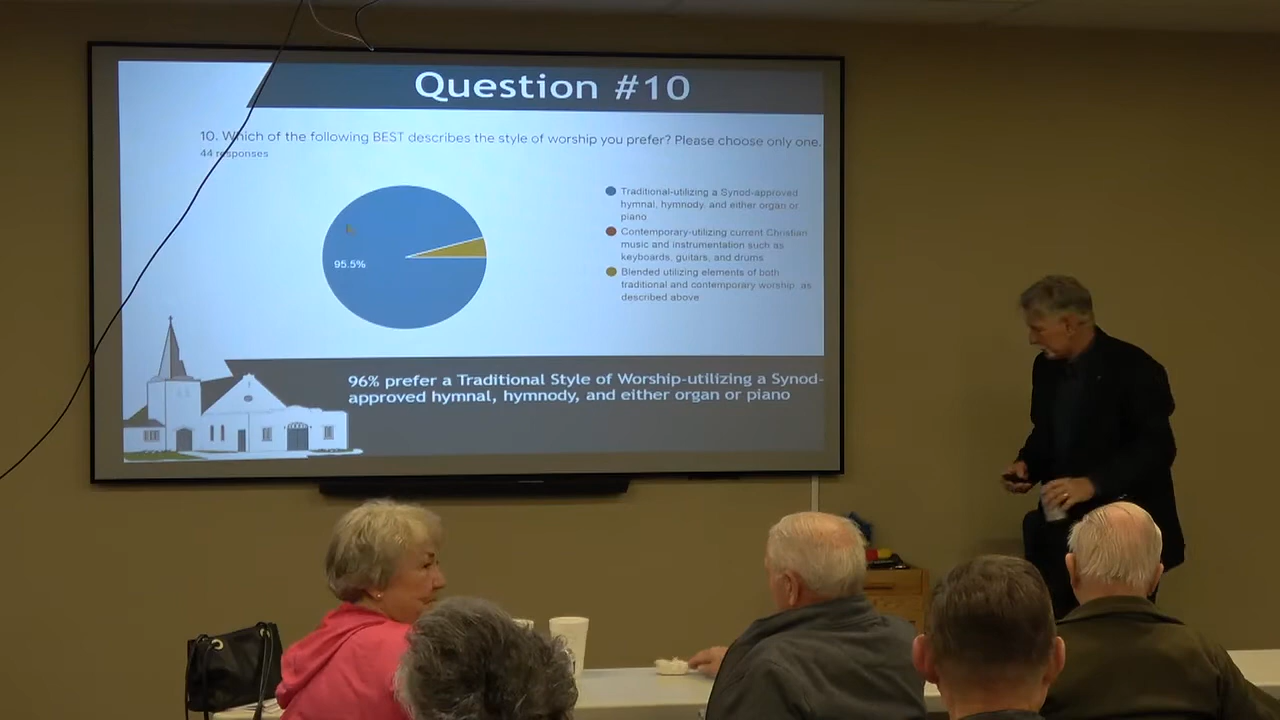 Question #10
10. Which of the following BEST describes the style of worship you prefer? Please choose only one.
44 responses
95.5%
Traditional-utilizing a Synod-approved
hymnal, hymnody, and either organ or
piano
Contemporary-utilizing current Christian
music and instrumentation such as
keyboards, guitars, and drums
Blended utilizing elements of both
traditional and contemporary worship, as
described above
96% prefer a Traditional Style of Worship-utilizing a Synod-
approved hymnal, hymnody, and either organ or piano